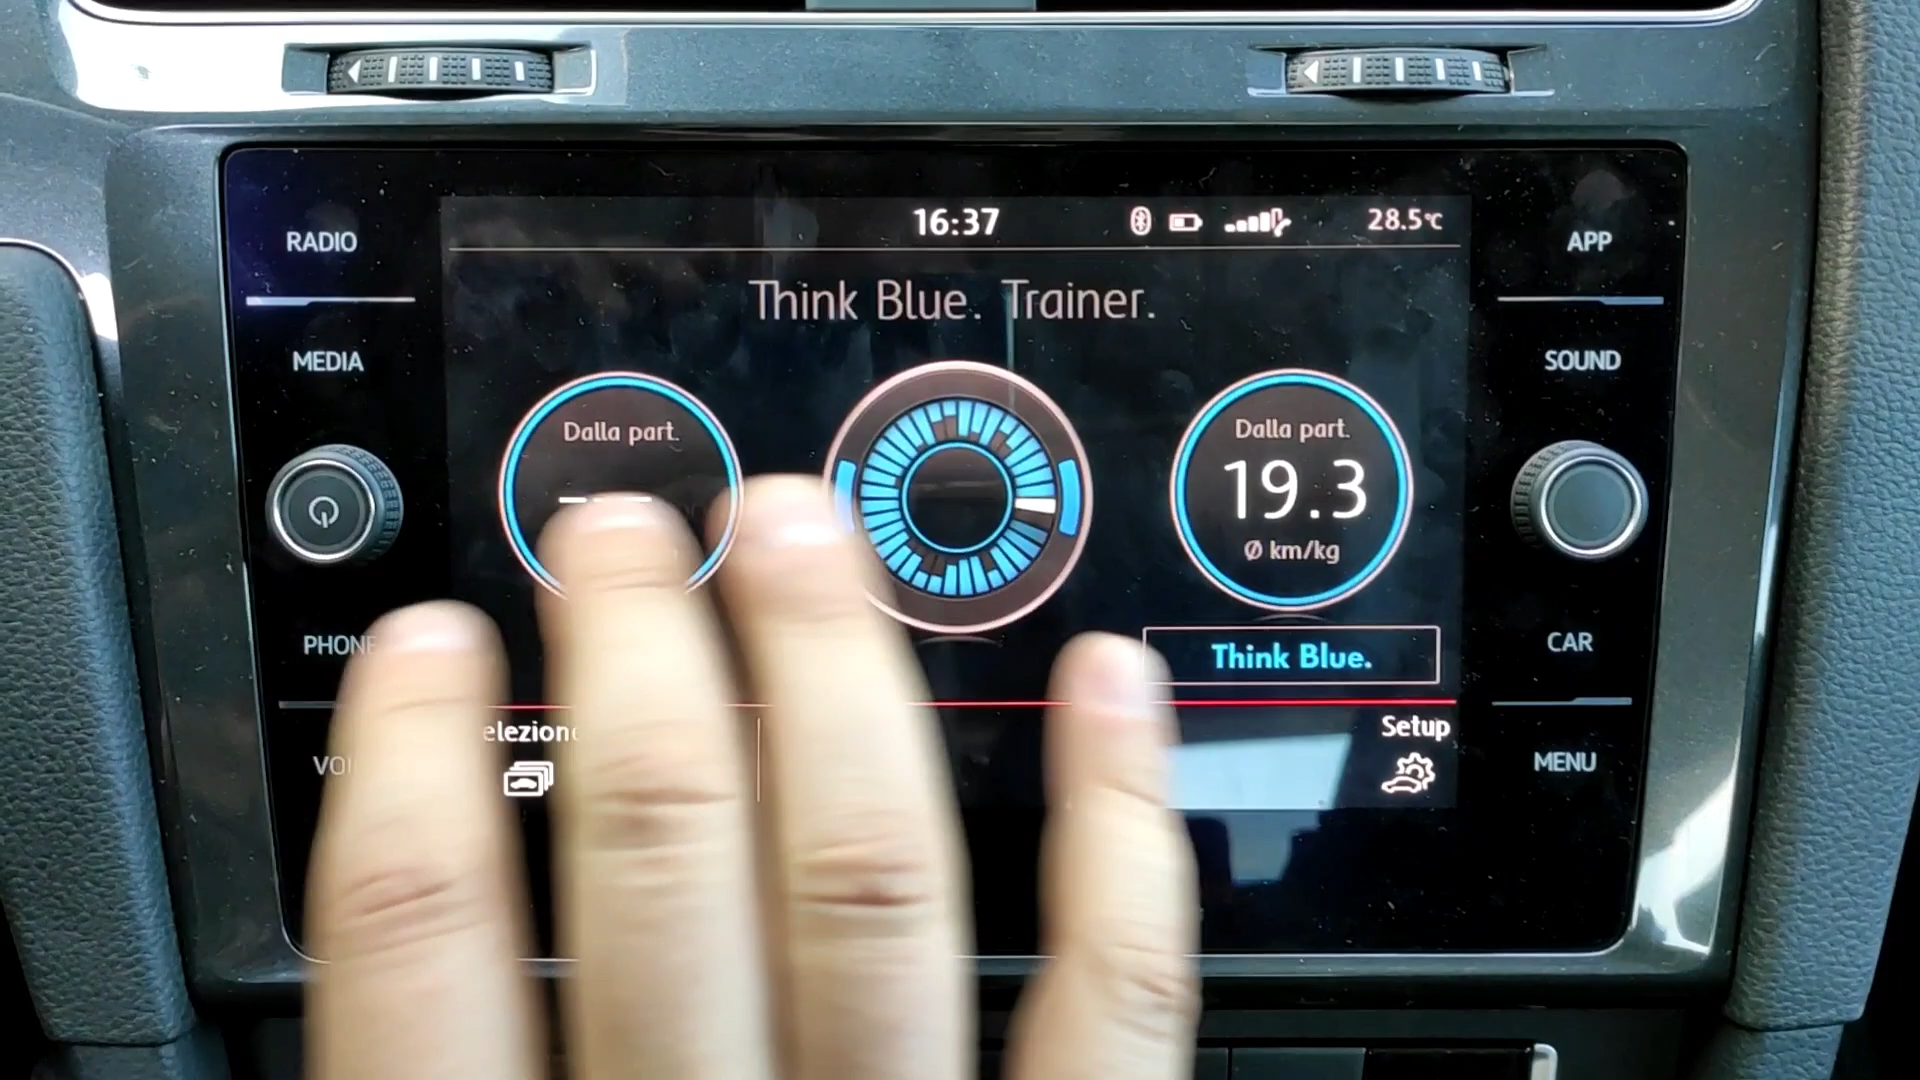 16:37
28.5°C
RADIO
APP
Think Blue. Trainer.
MEDIA
SOUND
Dalla part.
Dalla part.
19.3
Ø km/kg
PHONE
CAR
Think Blue.
Setup
MENU